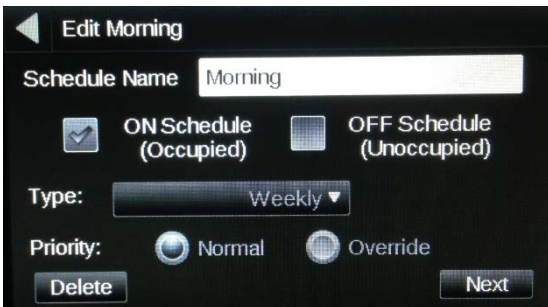 Edit Morning
Schedule Name Morning
ON Schedule OFF Schedule
(Occupied) (Unoccupied)
Type: Weekly
Priority: Normal Override
Delete Next